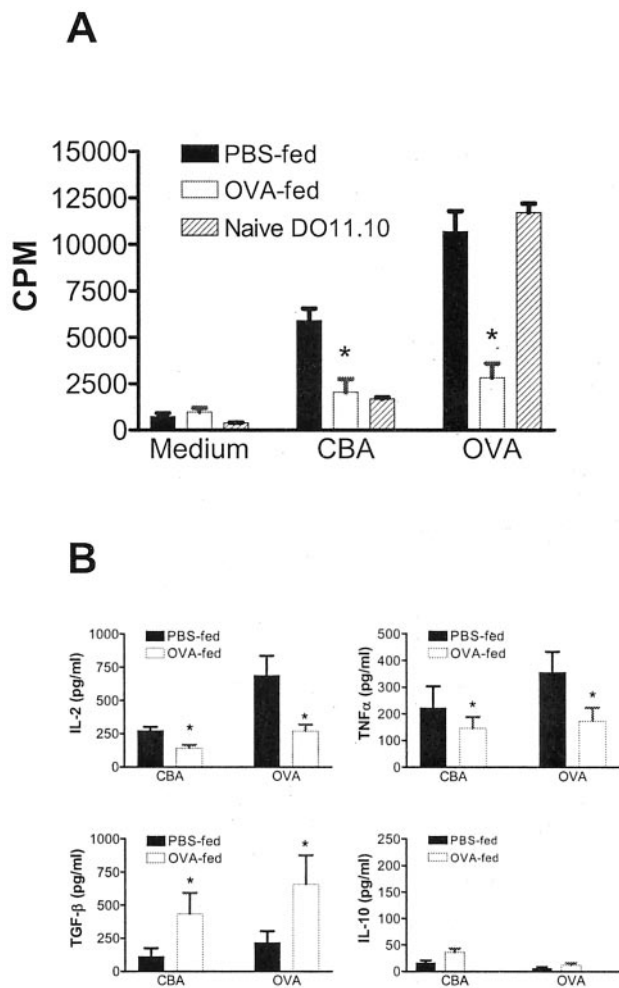 A
15000
12500
10000
7500
5000
2500
0
CPM
PBS-fed
OVA-fed
Naive DO11.10
*
*
Medium CBA OVA
B
1000
750
500
250
0
IL-2 (pg/ml)
PBS-fed
OVA-fed
*
*
CBA OVA
500
400
300
200
100
0
TNFα (pg/ml)
PBS-fed
OVA-fed
*
*
CBA OVA
1000
750
500
250
0
TGF-β (pg/ml)
PBS-fed
OVA-fed
*
*
CBA OVA
250
200
150
100
50
0
IL-10 (pg/ml)
PBS-fed
OVA-fed
CBA OVA